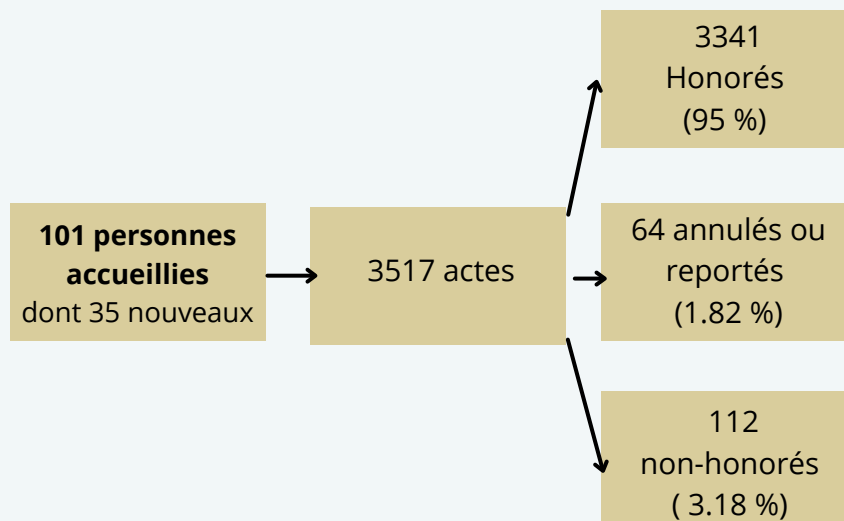 101 personnes
accueillies
dont 35 nouveaux
3517 actes
3341
Honorés
(95 %)
64 annulés ou
reportés
(1.82 %)
112
non-honorés
( 3.18 %)